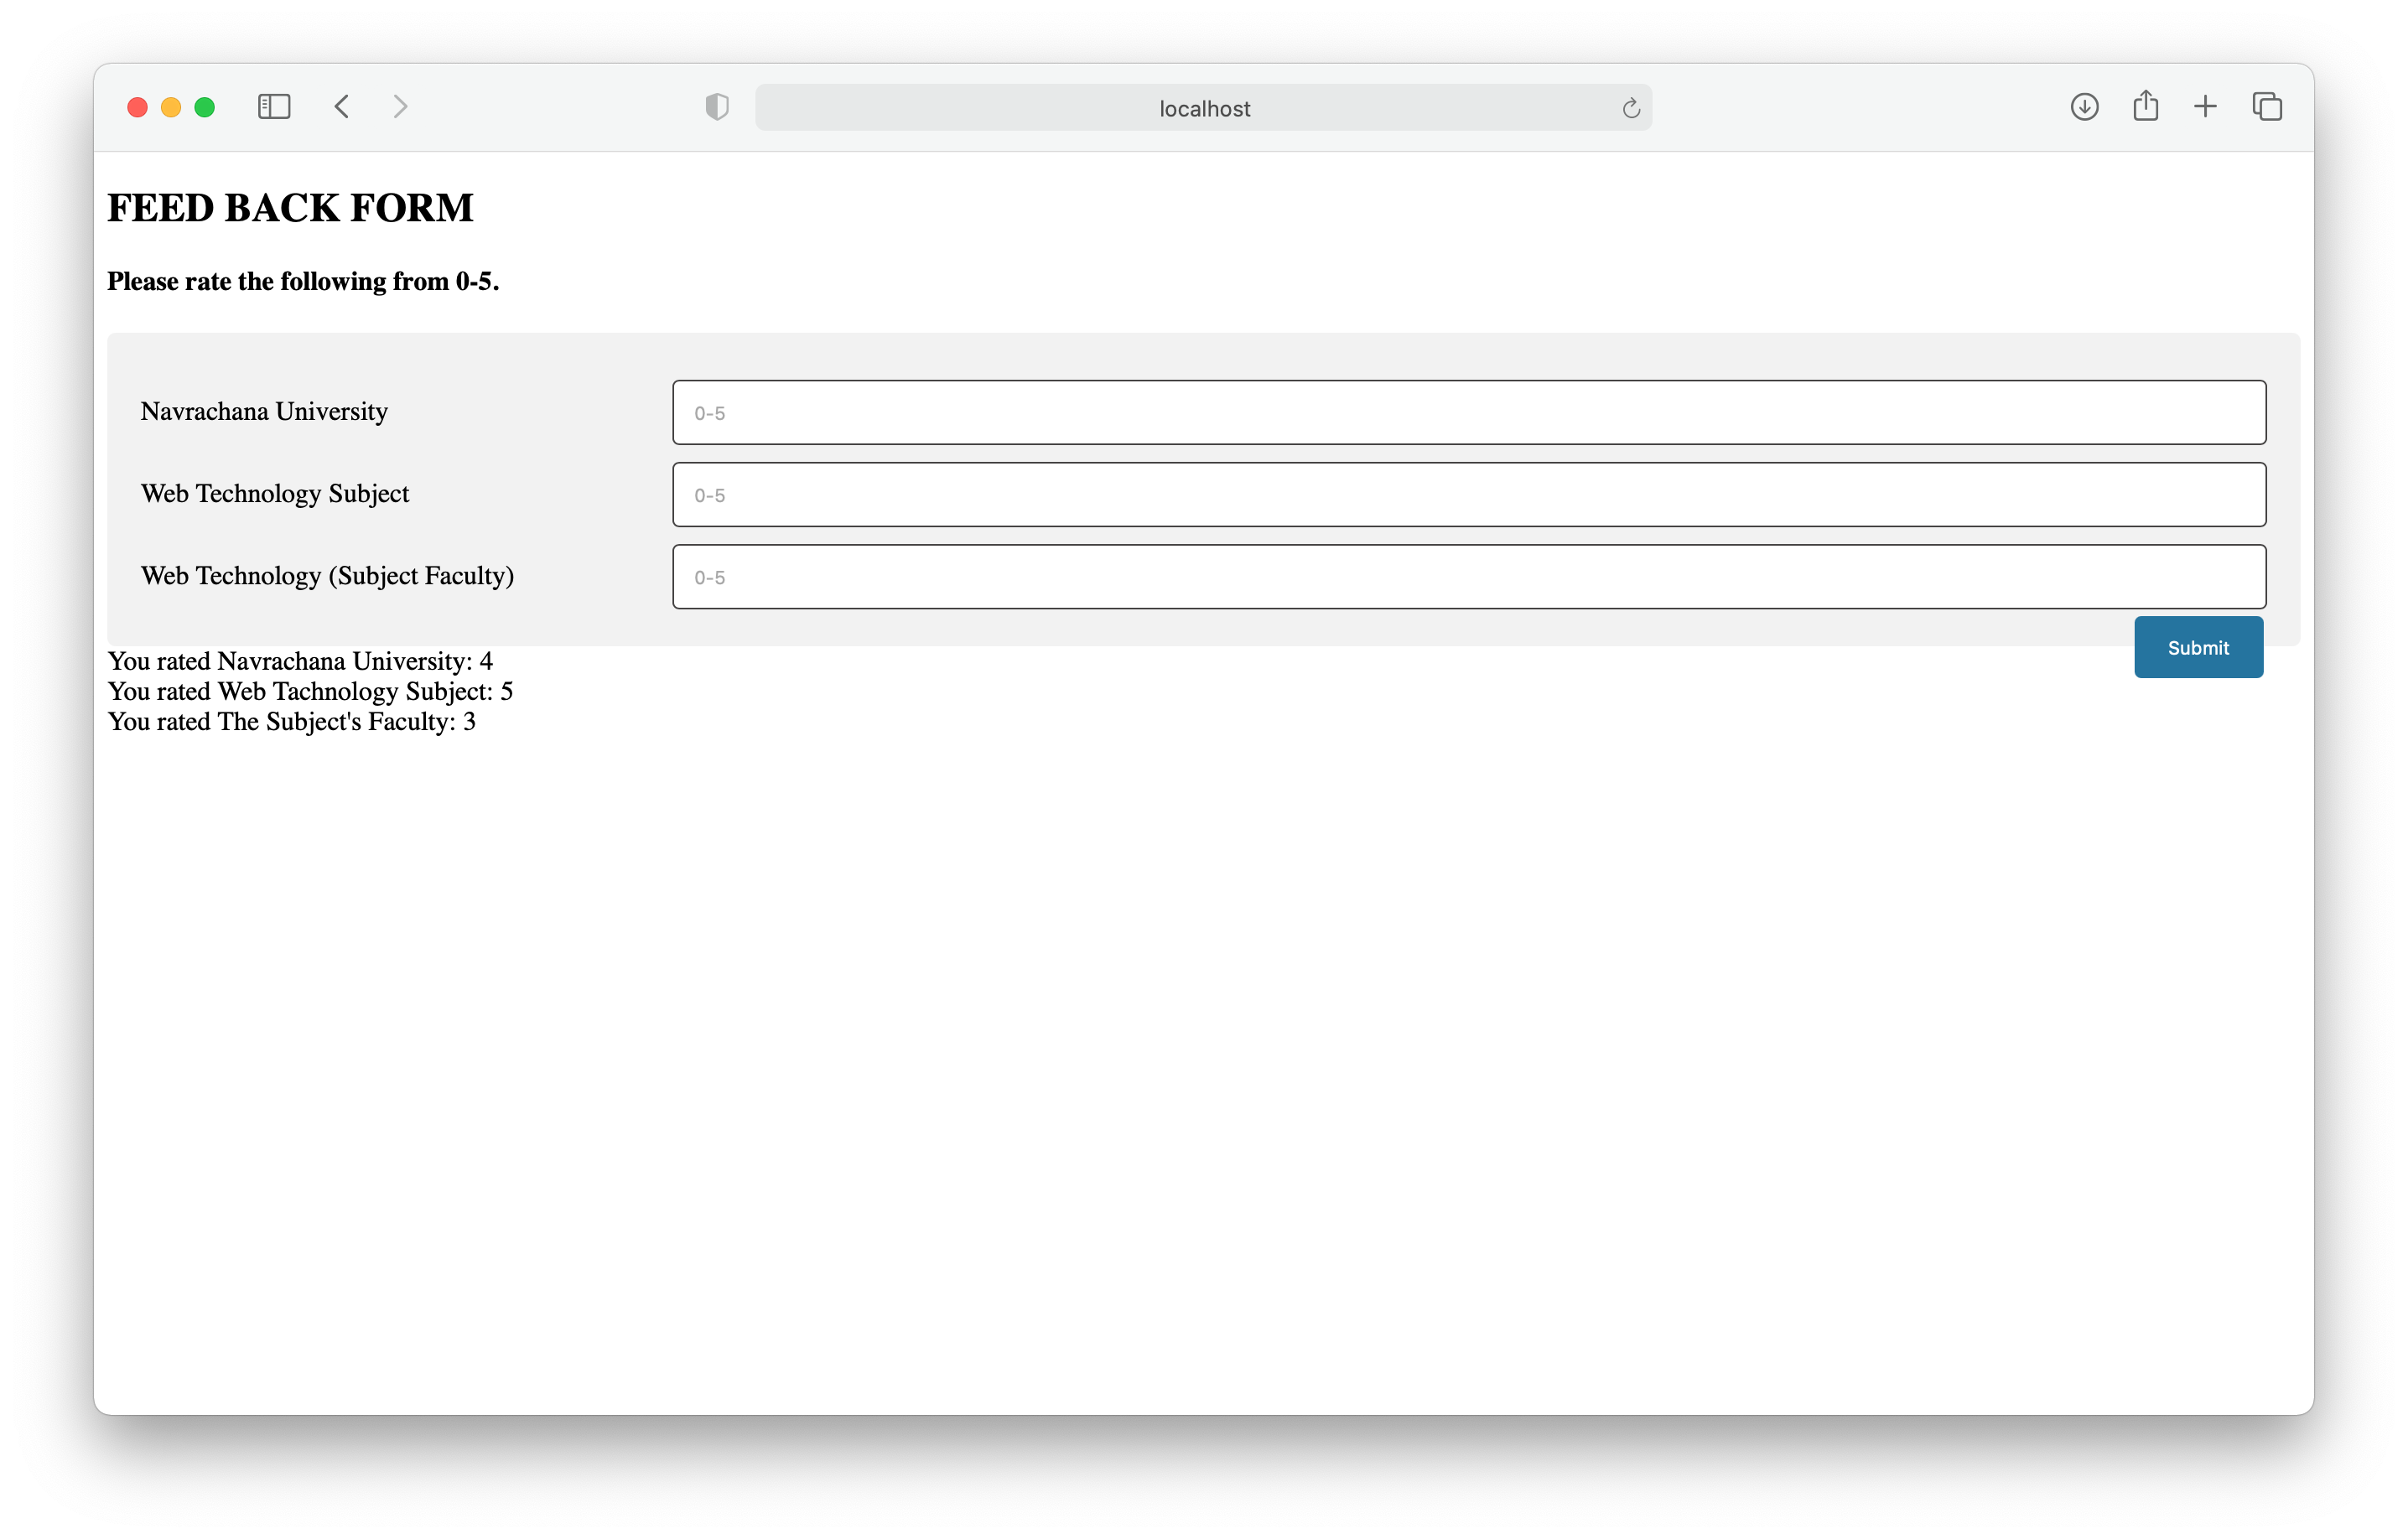 localhost
FEED BACK FORM
Please rate the following from 0-5.
Navrachana University
0-5
Web Technology Subject
0-5
Web Technology (Subject Faculty)
0-5
Submit
You rated Navrachana University: 4
You rated Web Tachnology Subject: 5
You rated The Subject's Faculty: 3